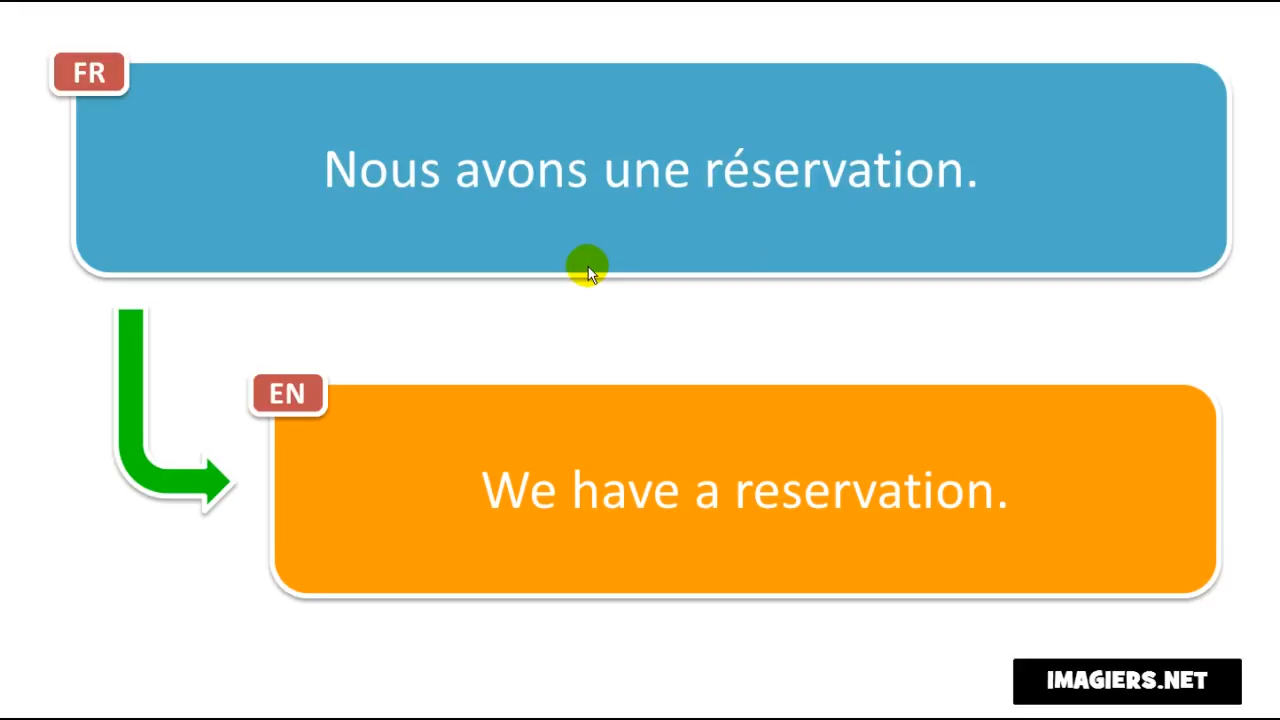 FR
Nous avons une réservation.
EN
We have a reservation.
IMAGIERS.NET